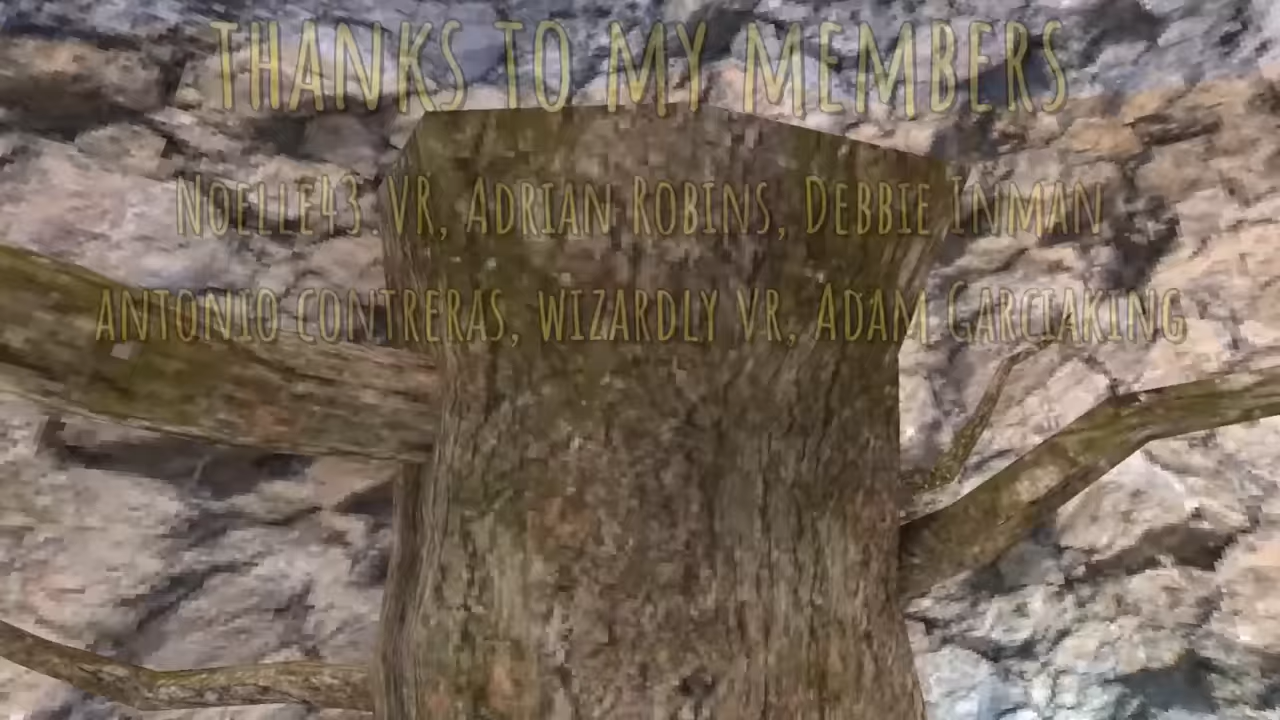 THANKS TO MY MEMBERS
NOELLE43.VR, ADRIAN ROBINS, DEBBIE INMAN
ANTONIO CONTRERAS, WIZARDLY VR, ADAM GARCIAKING